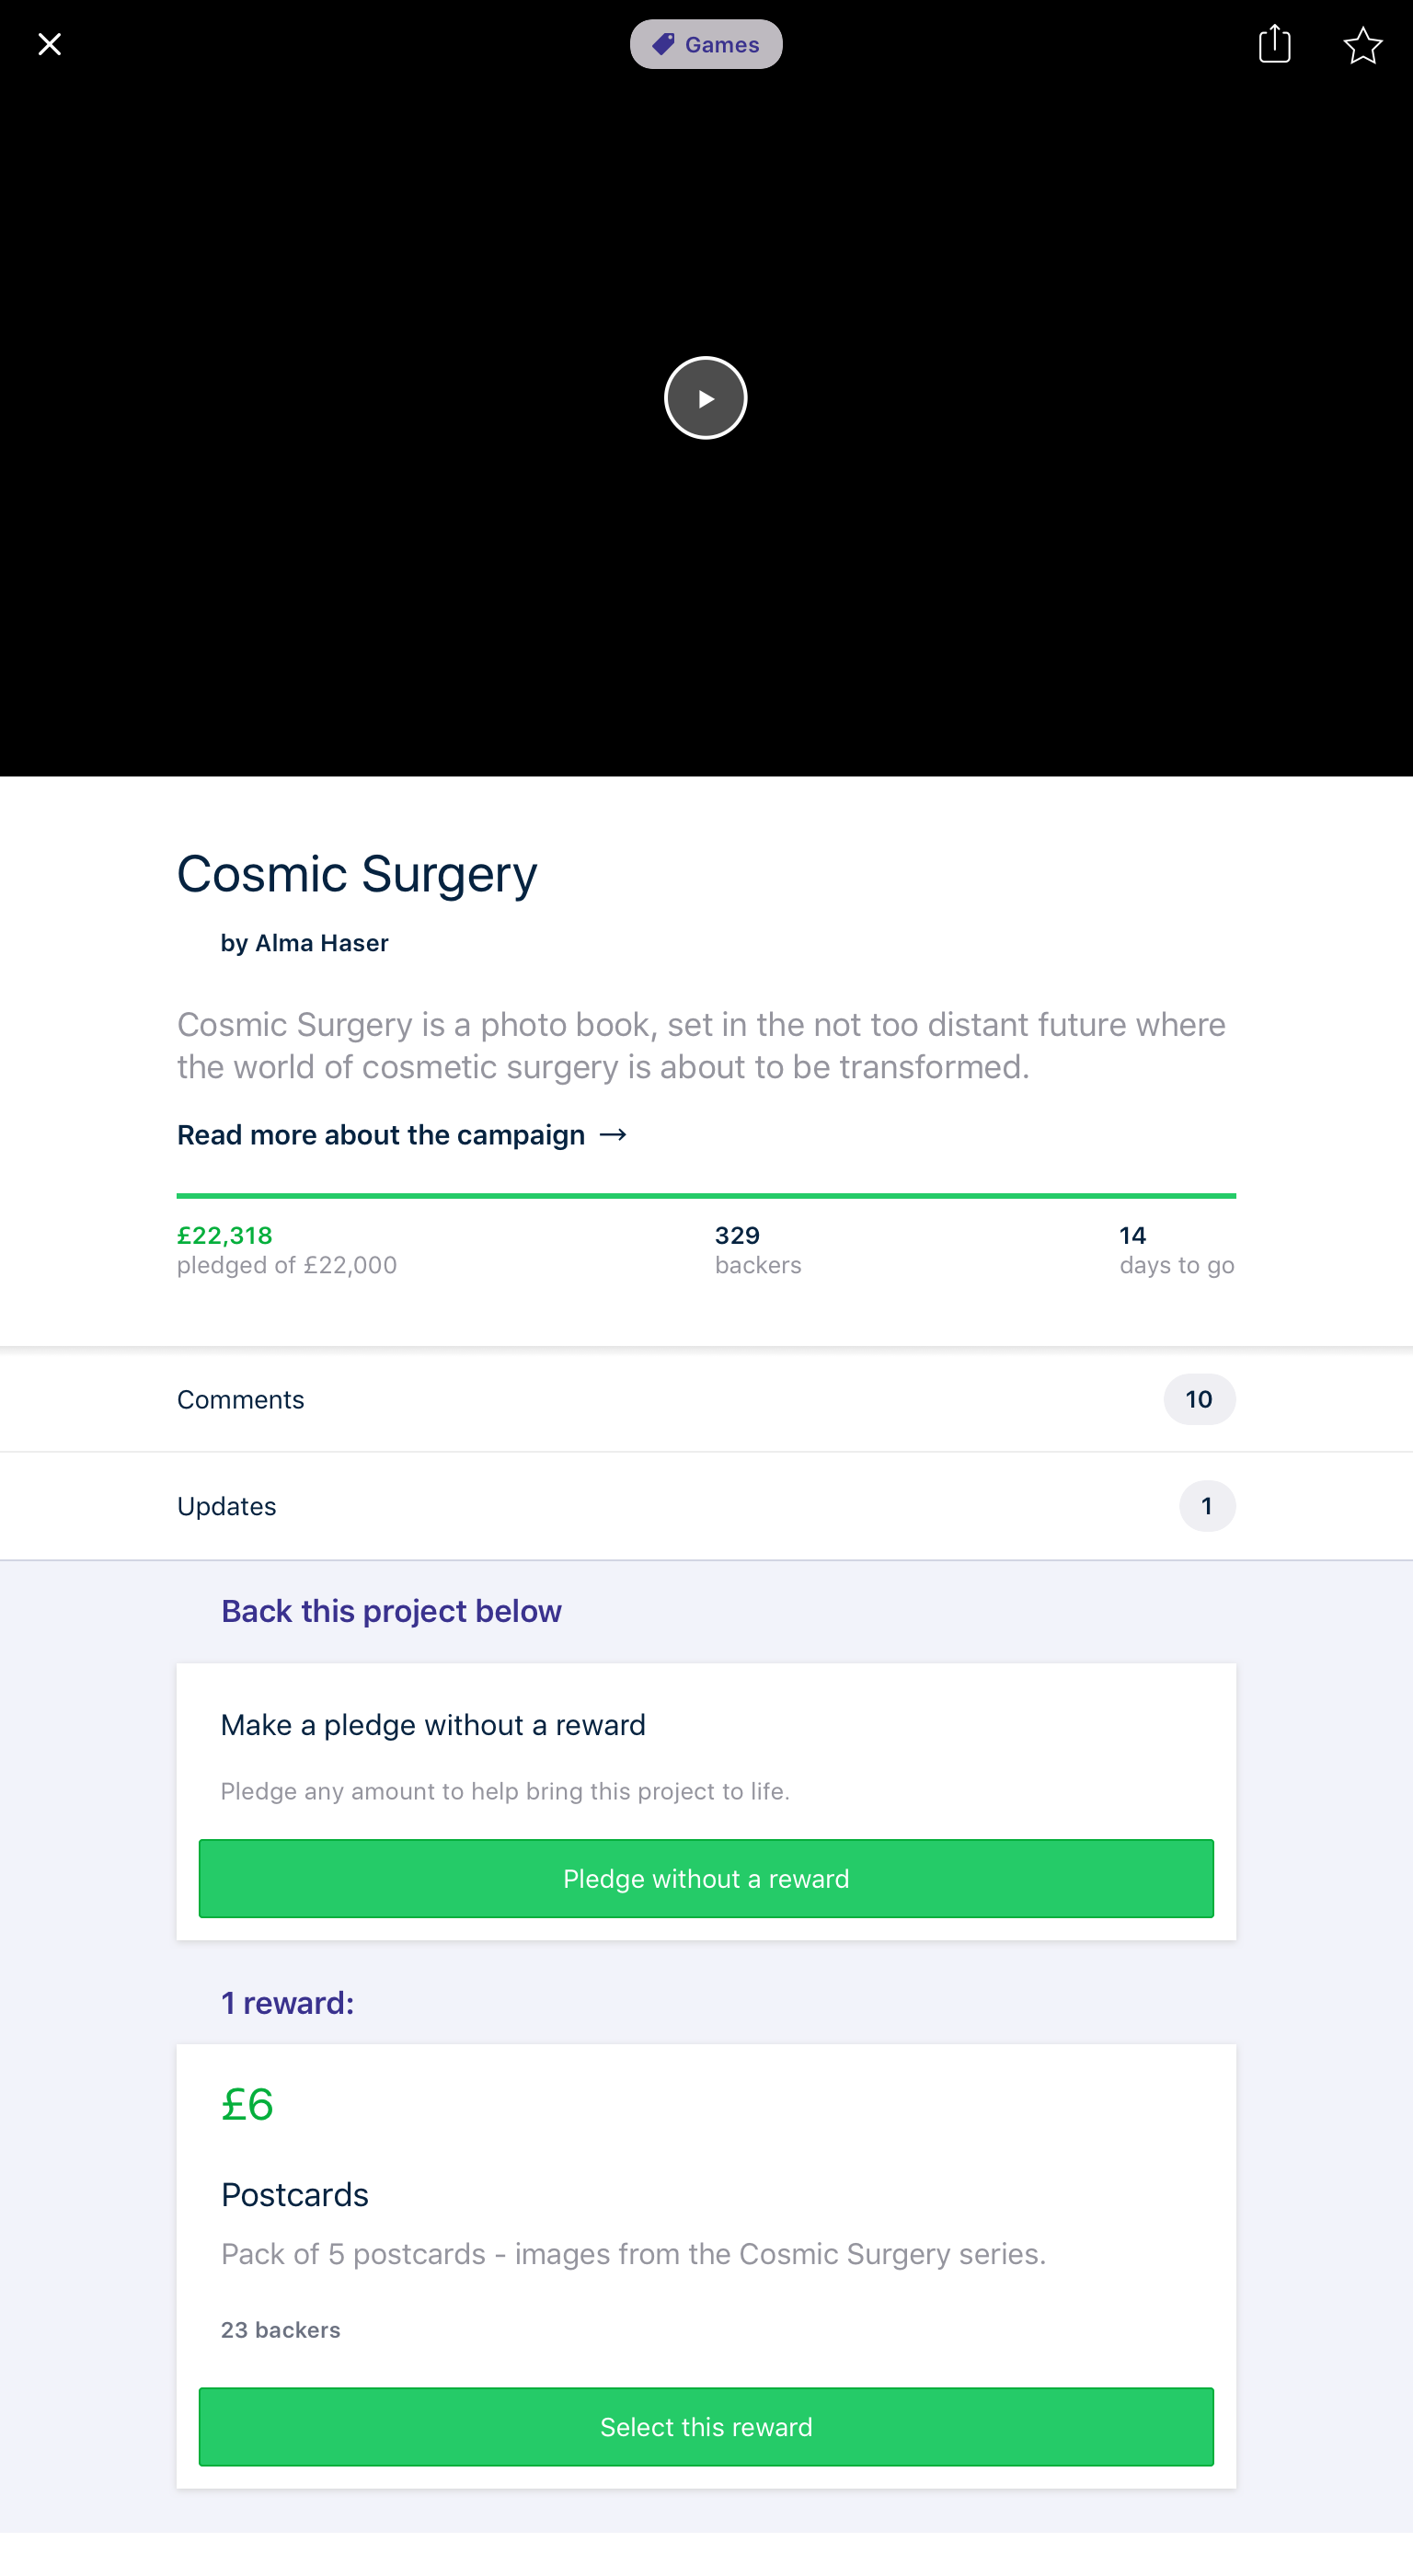 Games
Cosmic Surgery
by Alma Haser
Cosmic Surgery is a photo book, set in the not too distant future where
the world of cosmetic surgery is about to be transformed.
Read more about the campaign →
£22,318
pledged of £22,000
329
backers
14
days to go
Comments
10
Updates
1
Back this project below
Make a pledge without a reward
Pledge any amount to help bring this project to life.
Pledge without a reward
1 reward:
£6
Postcards
Pack of 5 postcards - images from the Cosmic Surgery series.
23 backers
Select this reward